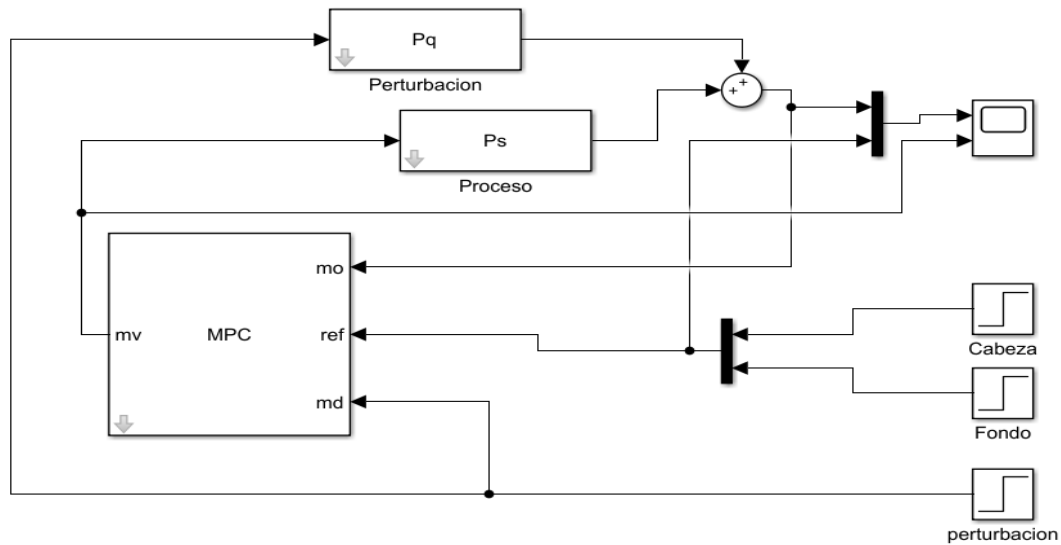 Pq
Perturbacion
+
+
Ps
Proceso
mo
mv
MPC
ref
md
Cabeza
Fondo
perturbacion